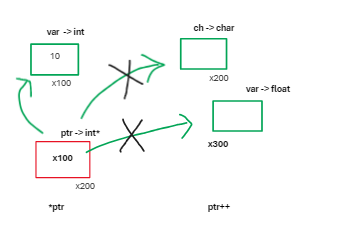 var -> int
ch -> char
10
x100
x200
var -> float
ptr -> int*
x100
x300
x200
*ptr
ptr++